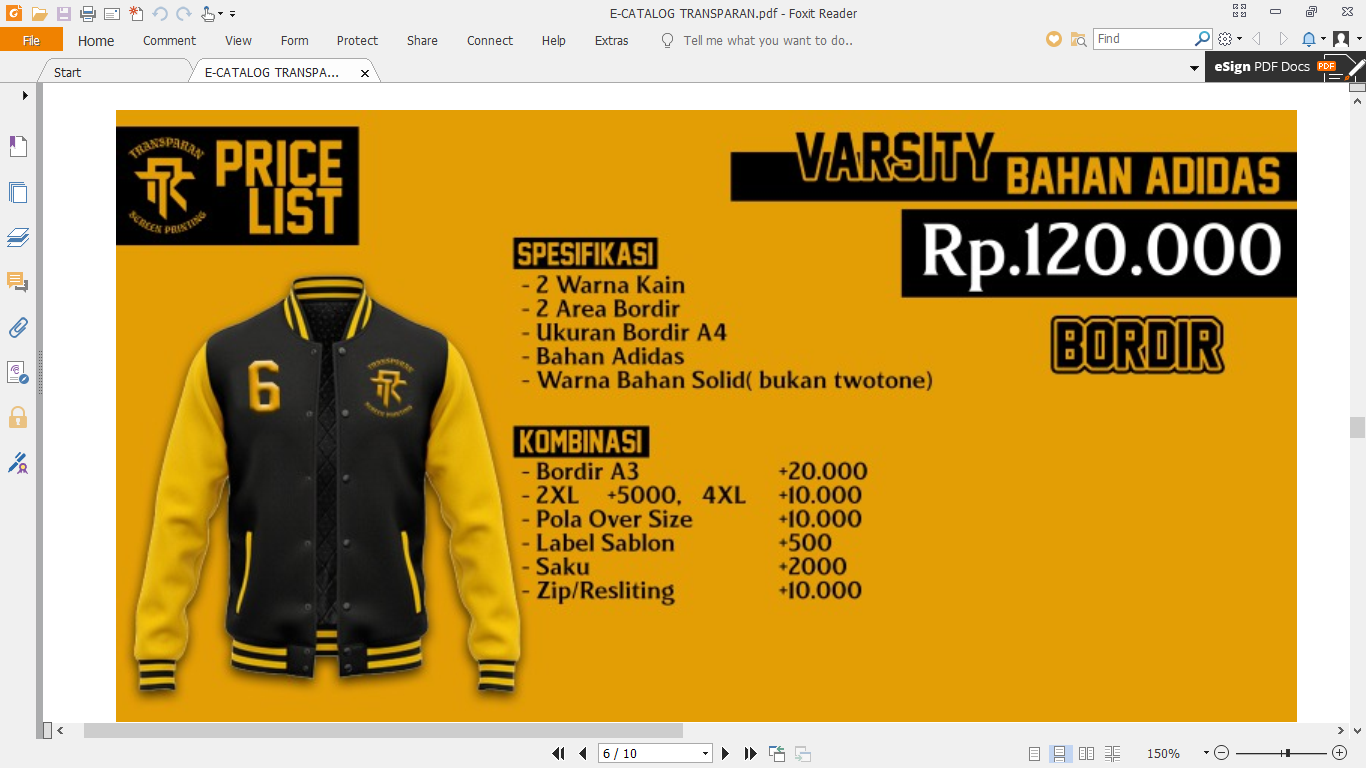 E-CATALOG TRANSPARAN.pdf - Foxit Reader
File Home Comment View Form Protect Share Connect Help Extras Tell me what you want to do.. Find
Start E-CATALOG TRANSPA... eSign PDF Docs PDF
TRANSPARAN
SCREEN PRINTING
PRICE
LIST
VARSITY
BAHAN ADIDAS
Rp.120.000
BORDIR
SPESIFIKASI
- 2 Warna Kain
- 2 Area Bordir
- Ukuran Bordir A4
- Bahan Adidas
- Warna Bahan Solid( bukan twotone)
KOMBINASI
- Bordir A3 +20.000
- 2XL +5000, 4XL +10.000
- Pola Over Size +10.000
- Label Sablon +500
- Saku +2000
- Zip/Resliting +10.000
6
TRANSPARAN
SCREEN PRINTING
6 / 10
150%